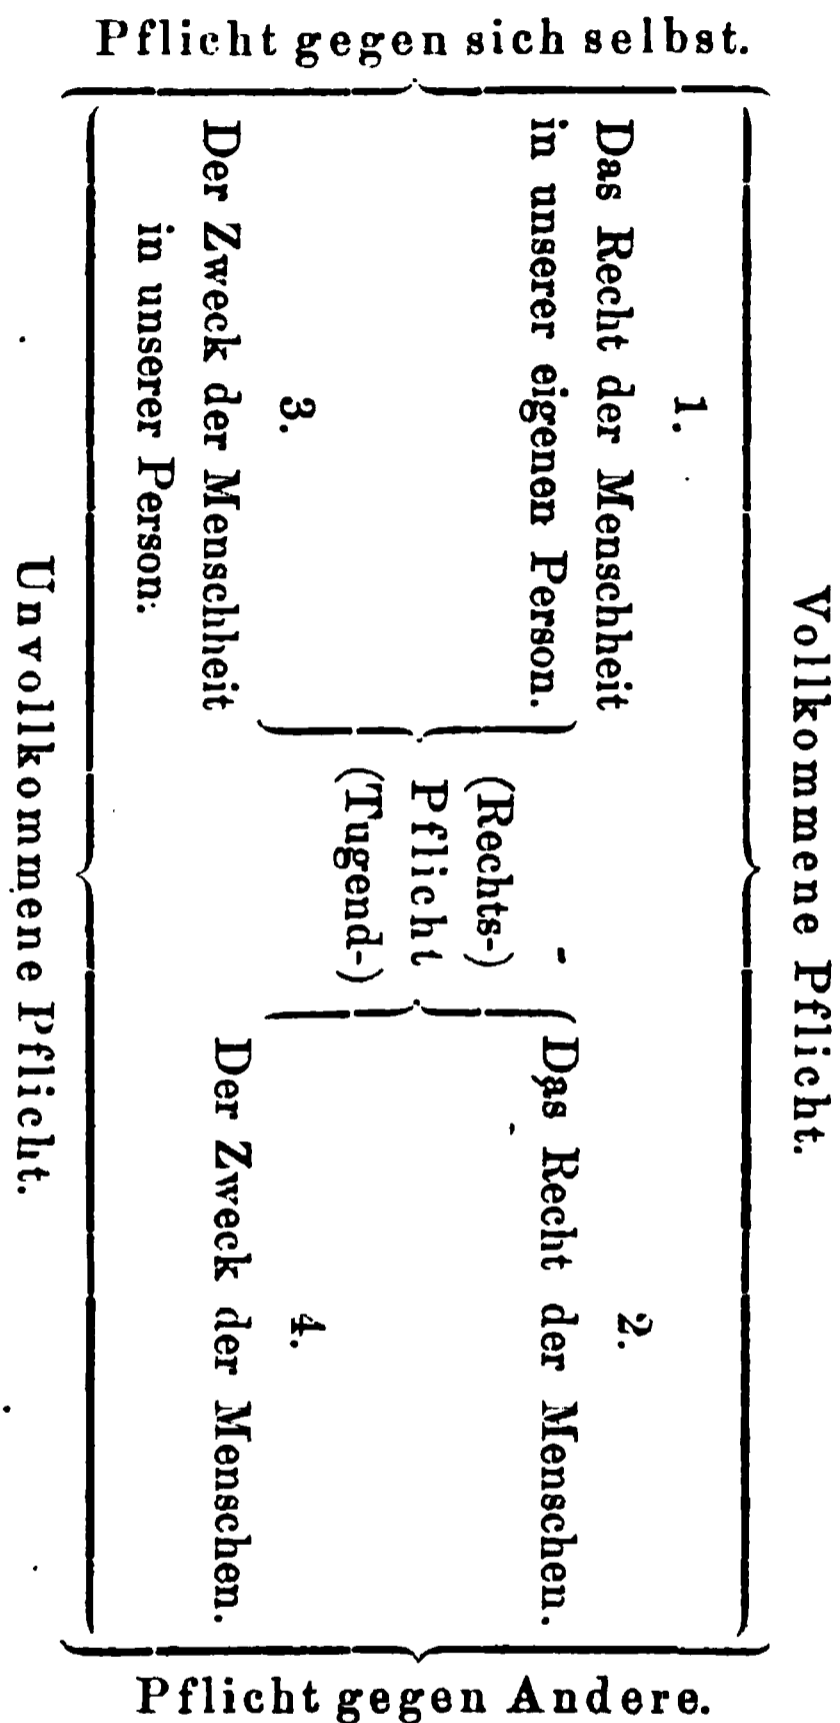 Pflicht gegen sich selbst.
Vollkommene Pflicht.
1.
Das Recht der Menschheit
in unserer eigenen Person.
2.
Das Recht der Menschen.
(Rechts-)
Pflicht
(Tugend-)
3.
Der Zweck der Menschheit
in unserer Person.
4.
Der Zweck der Menschen.
Unvollkommene Pflicht.
Pflicht gegen Andere.